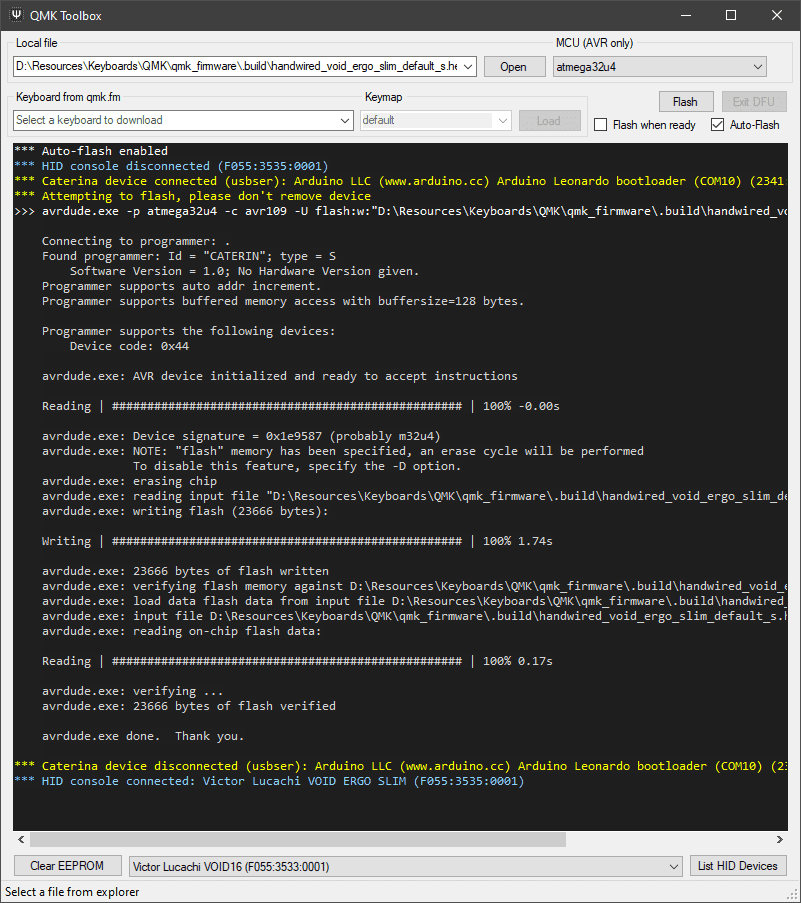 QMK Toolbox
Local file
MCU (AVR only)
D:\Resources\Keyboards\QMK\qmk_firmware\.build\handwired_void_ergo_slim_default_s.he
Open
atmega32u4
Keyboard from qmk.fm
Keymap
Flash
Exit DFU
Select a keyboard to download
default
Load
Flash when ready
Auto-Flash
*** Auto-flash enabled
*** HID console disconnected (F055:3535:0001)
*** Caterina device connected (usbser): Arduino LLC (www.arduino.cc) Arduino Leonardo bootloader (COM10) (2341:
*** Attempting to flash, please don't remove device
>>> avrdude.exe -p atmega32u4 -c avr109 -U flash:w:"D:\Resources\Keyboards\QMK\qmk_firmware\.build\handwired_vo
Connecting to programmer: .
Found programmer: Id = "CATERIN"; type = S
Software Version = 1.0; No Hardware Version given.
Programmer supports auto addr increment.
Programmer supports buffered memory access with buffersize=128 bytes.
Programmer supports the following devices:
Device code: 0x44
avrdude.exe: AVR device initialized and ready to accept instructions
Reading | ################################################## | 100% -0.00s
avrdude.exe: Device signature = 0x1e9587 (probably m32u4)
avrdude.exe: NOTE: "flash" memory has been specified, an erase cycle will be performed
To disable this feature, specify the -D option.
avrdude.exe: erasing chip
avrdude.exe: reading input file "D:\Resources\Keyboards\QMK\qmk_firmware\.build\handwired_void_ergo_slim_de
avrdude.exe: writing flash (23666 bytes):
Writing | ################################################## | 100% 1.74s
avrdude.exe: 23666 bytes of flash written
avrdude.exe: verifying flash memory against D:\Resources\Keyboards\QMK\qmk_firmware\.build\handwired_void_e
avrdude.exe: load data flash data from input file D:\Resources\Keyboards\QMK\qmk_firmware\.build\handwired_
avrdude.exe: input file D:\Resources\Keyboards\QMK\qmk_firmware\.build\handwired_void_ergo_slim_default_s.h
avrdude.exe: reading on-chip flash data:
Reading | ################################################## | 100% 0.17s
avrdude.exe: verifying ...
avrdude.exe: 23666 bytes of flash verified
avrdude.exe done.  Thank you.
*** Caterina device disconnected (usbser): Arduino LLC (www.arduino.cc) Arduino Leonardo bootloader (COM10) (23
*** HID console connected: Victor Lucachi VOID ERGO SLIM (F055:3535:0001)
Clear EEPROM
Victor Lucachi VOID16 (F055:3533:0001)
List HID Devices
Select a file from explorer